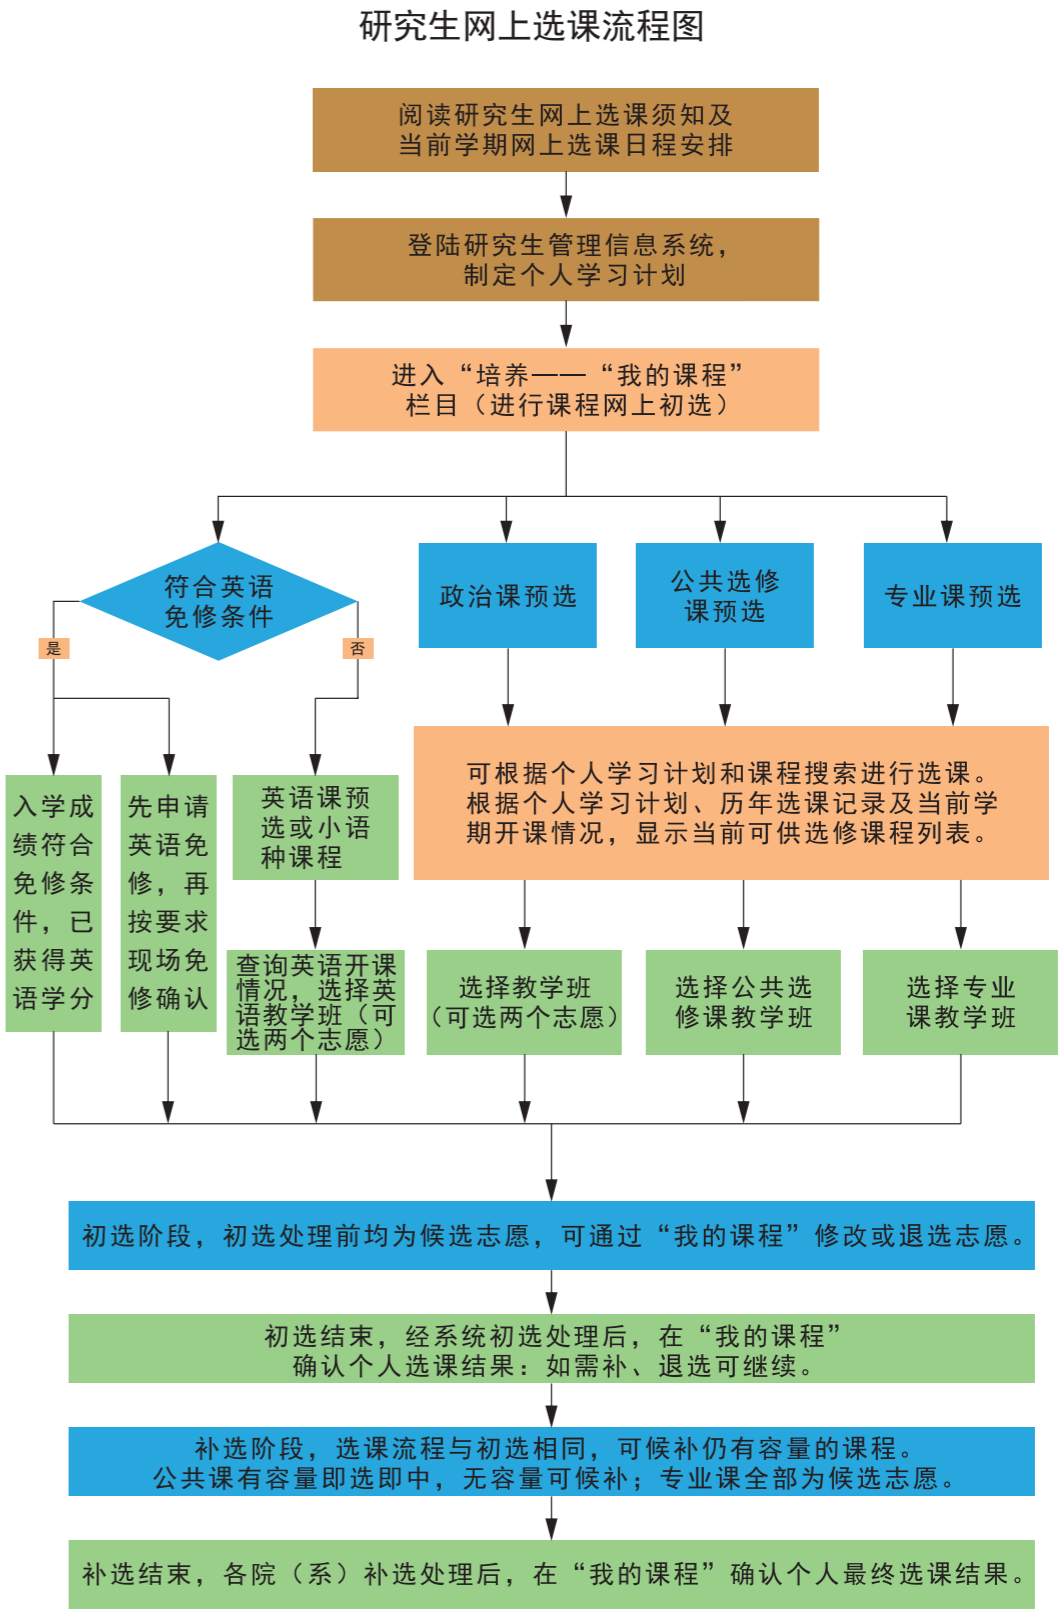 研究生网上选课流程图
阅读研究生网上选课须知及
当前学期网上选课日程安排
登陆研究生管理信息系统，
制定个人学习计划
进入“培养——“我的课程”
栏目（进行课程网上初选）
符合英语
免修条件
政治课预选
公共选修
课预选
专业课预选
是
否
入学成
绩符合
免修条
件，已
获得英
语学分
先申请
英语免
修，再
按要求
现场免
修确认
英语课预
选或小语
种课程
可根据个人学习计划和课程搜索进行选课。
根据个人学习计划、历年选课记录及当前学
期开课情况，显示当前可供选修课程列表。
查询英语开课
情况，选择英
语教学班（可
选两个志愿）
选择教学班
（可选两个志愿）
选择公共选
修课教学班
选择专业
课教学班
初选阶段，初选处理前均为候选志愿，可通过“我的课程”修改或退选志愿。
初选结束，经系统初选处理后，在“我的课程”
确认个人选课结果：如需补、退选可继续。
补选阶段，选课流程与初选相同，可候补仍有容量的课程。
公共课有容量即选即中，无容量可候补；专业课全部为候选志愿。
补选结束，各院（系）补选处理后，在“我的课程”确认个人最终选课结果。